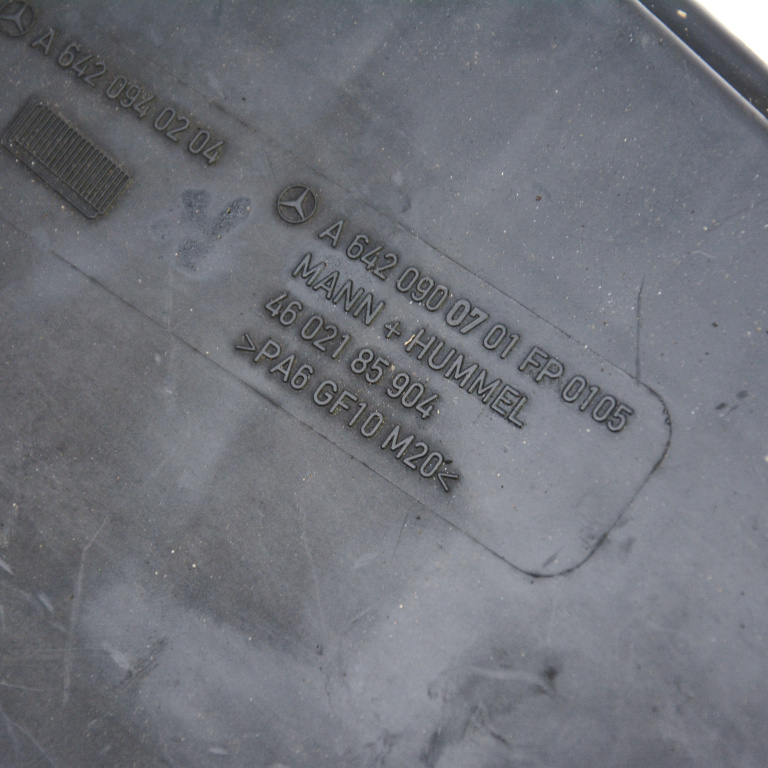 A 642 094 02 04
A 642 090 07 01 FP 0105
MANN + HUMMEL
46 021 85 904
>PA6 GF10 M20<